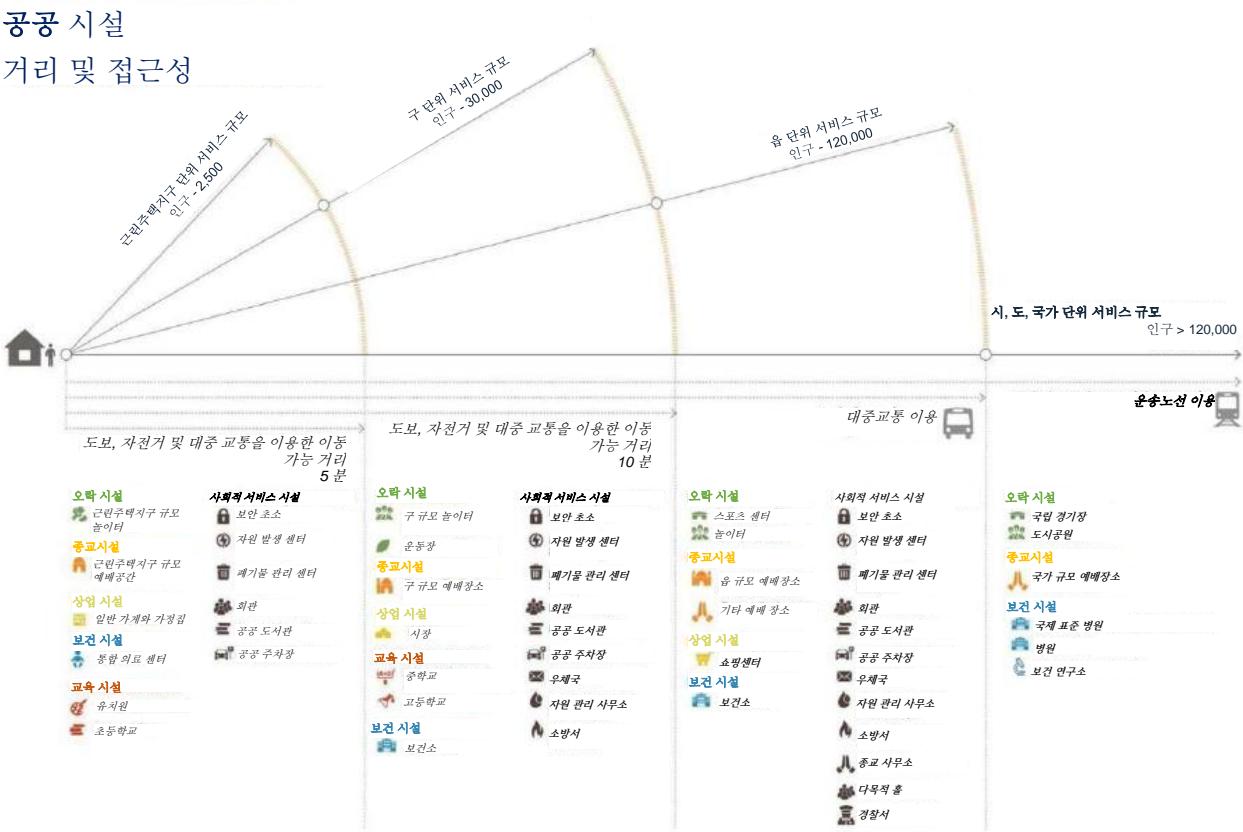 공공 시설
거리 및 접근성
근린주택지구 단위 서비스 규모
인구 - 2,500
구 단위 서비스 규모
인구 - 30,000
읍 단위 서비스 규모
인구 - 120,000
시, 도, 국가 단위 서비스 규모
인구 > 120,000
도보, 자전거 및 대중 교통을 이용한 이동
가능 거리
5 분
도보, 자전거 및 대중 교통을 이용한 이동
가능 거리
10 분
대중교통 이용
운송노선 이용
오락 시설
근린주택지구 규모
놀이터
종교시설
근린주택지구 규모
예배공간
상업 시설
일반 가게와 가정집
보건 시설
통합 의료 센터
교육 시설
유치원
초등학교
사회적 서비스 시설
보안 초소
자원 발생 센터
폐기물 관리 센터
회관
공공 도서관
공공 주차장
오락 시설
구 규모 놀이터
운동장
종교시설
구 규모 예배장소
상업 시설
시장
교육 시설
중학교
고등학교
보건 시설
보건소
사회적 서비스 시설
보안 초소
자원 발생 센터
폐기물 관리 센터
회관
공공 도서관
공공 주차장
우체국
자원 관리 사무소
소방서
오락 시설
스포츠 센터
놀이터
종교시설
읍 규모 예배장소
기타 예배 장소
상업 시설
쇼핑센터
보건 시설
보건소
사회적 서비스 시설
보안 초소
자원 발생 센터
폐기물 관리 센터
회관
공공 도서관
공공 주차장
우체국
자원 관리 사무소
소방서
종교 사무소
다목적 홀
경찰서
오락 시설
국립 경기장
도시공원
종교시설
국가 규모 예배장소
보건 시설
국제 표준 병원
병원
보건 연구소